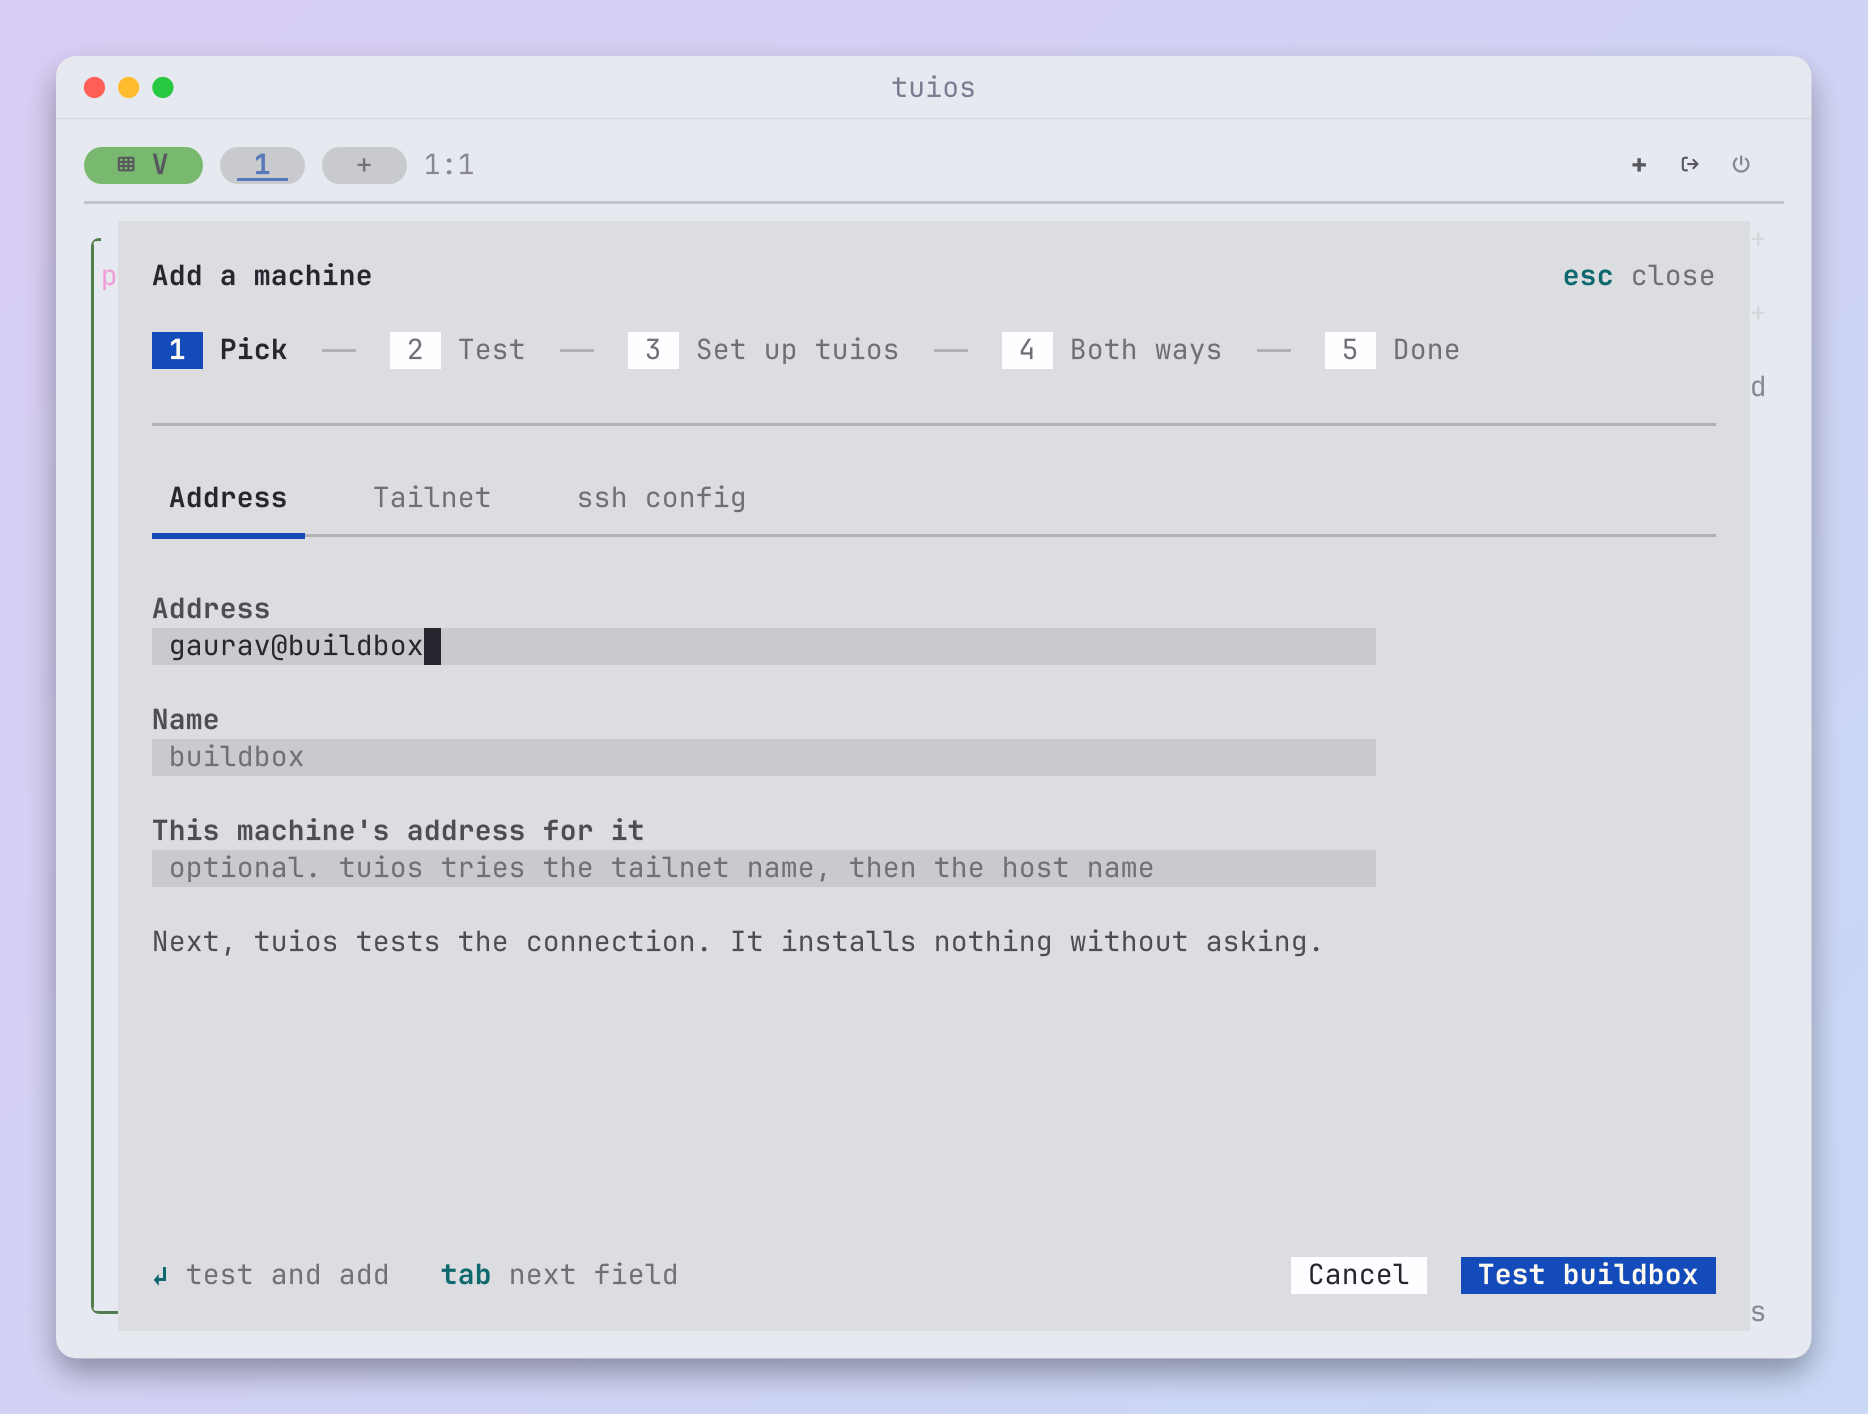 tuios
V 1 + 1:1
+
p
Add a machine esc close
1 Pick — 2 Test — 3 Set up tuios — 4 Both ways — 5 Done
+
+
d
Address Tailnet ssh config
Address
gaurav@buildbox
Name
buildbox
This machine's address for it
optional. tuios tries the tailnet name, then the host name
Next, tuios tests the connection. It installs nothing without asking.
↲ test and add tab next field Cancel Test buildbox
s